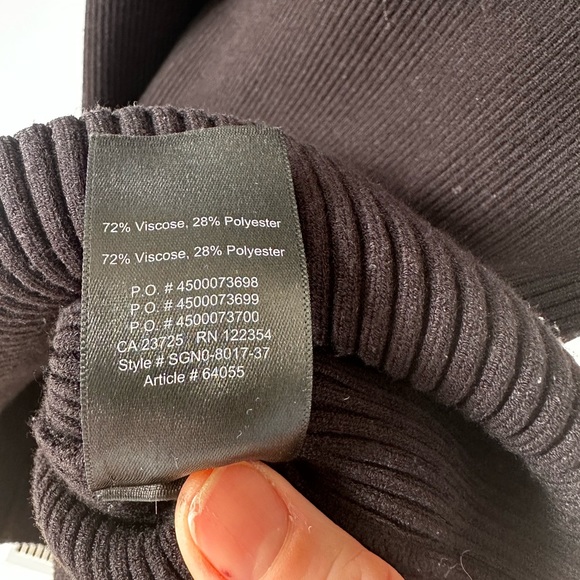 72% Viscose, 28% Polyester
72% Viscose, 28% Polyester
P.O. # 4500073698
P.O. # 4500073699
P.O. # 4500073700
CA 23725 RN 122354
Style # SGN0-8017-37
Article # 64055